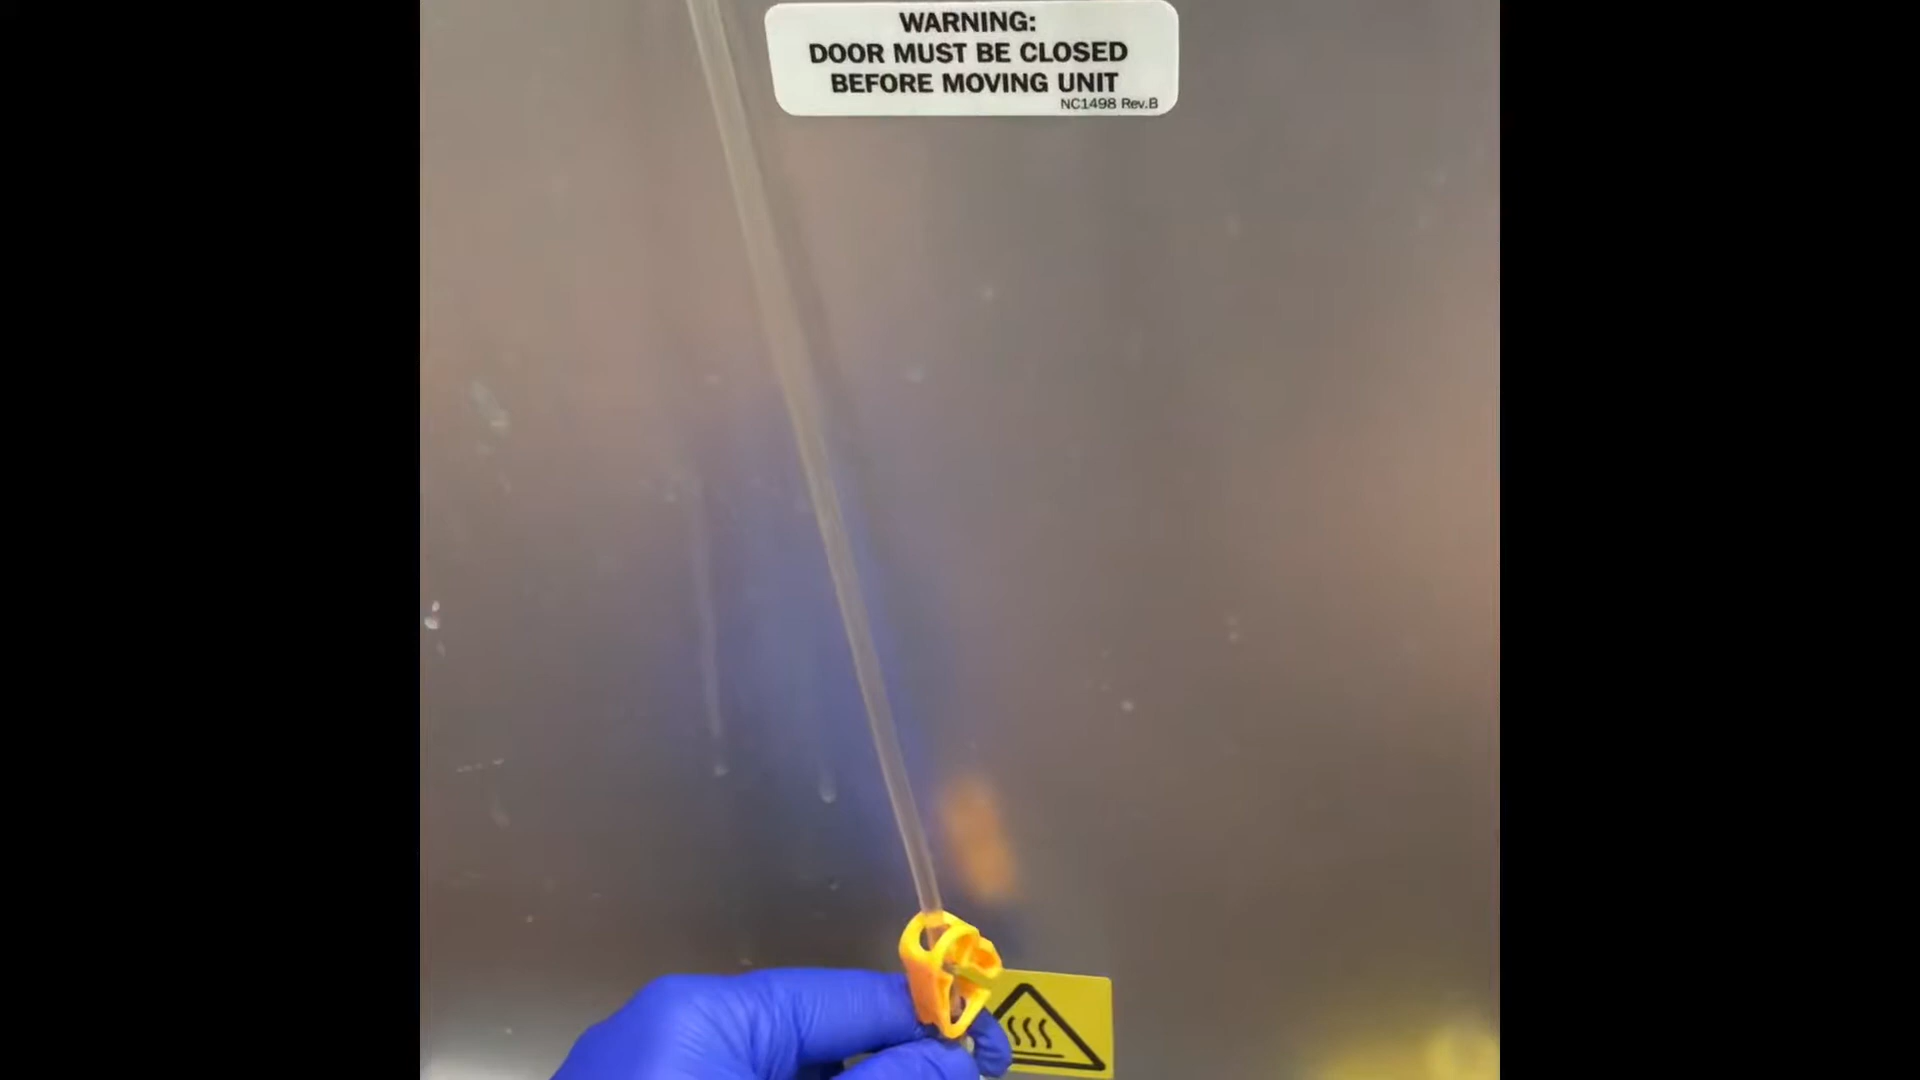 WARNING:
DOOR MUST BE CLOSED
BEFORE MOVING UNIT
NC1498 Rev.B